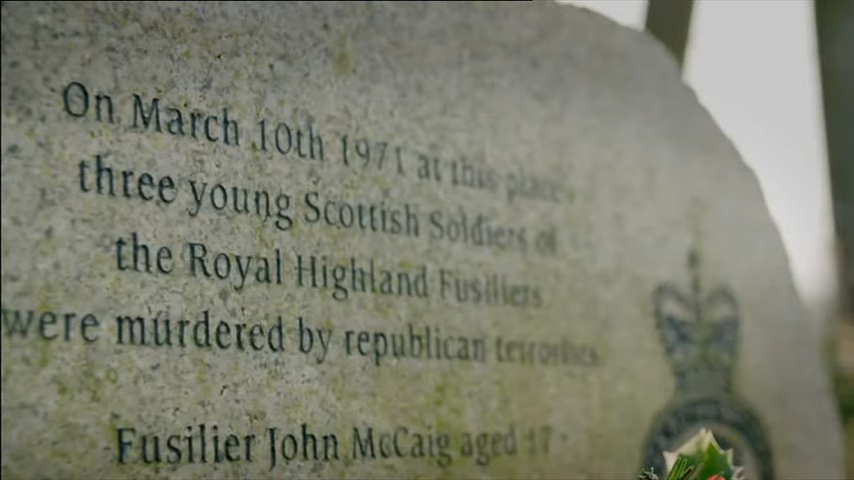 On March 10th 1971 at this place,
three young Scottish Soldiers of
the Royal Highland Fusiliers
were murdered by republican terrorists
Fusilier John McCaig aged 17